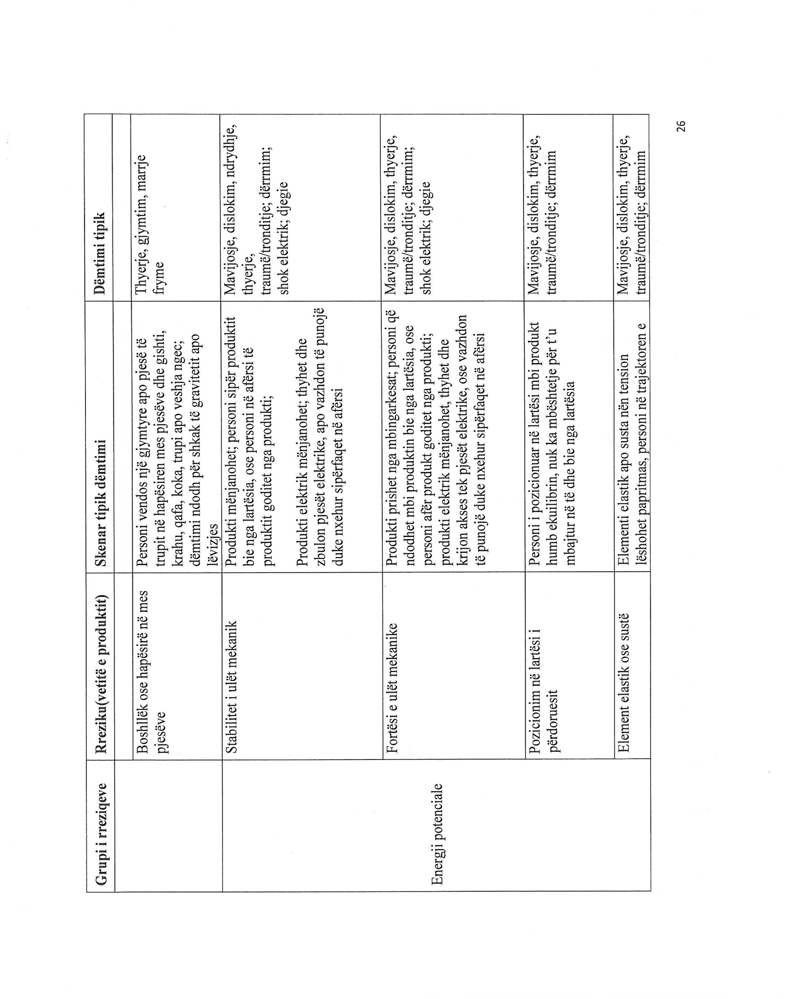 Grupi i rreziqeve
Rreziku(vetitë e produktit)
Skenar tipik dëmtimi
Dëmtimi tipik
Boshllëk ose hapësirë në mes
pjesëve
Personi vendos një gjymtyre apo pjesë të
trupit në hapësiren mes pjesëve dhe gishti,
krahu, qafa, koka, trupi apo veshja ngec;
dëmtimi ndodh për shkak të gravitetit apo
lëvizjes
Thyerje, gjymtim, marrje
fryme
Energji potenciale
Stabilitet i ulët mekanik
Produkti mënjanohet; personi sipër produktit
bie nga lartësia, ose personi në afërsi të
produktit goditet nga produkti;
Produkti elektrik mënjanohet; thyhet dhe
zbulon pjesët elektrike, apo vazhdon të punojë
duke nxehur sipërfaqet në afërsi
Mavijosje, dislokim, ndrydhje,
thyerje,
traumë/tronditje; dërrmim;
shok elektrik; djegie
Fortësi e ulët mekanike
Produkti prishet nga mbingarkesat; personi që
ndodhet mbi produktin bie nga lartësia, ose
personi afër produkt goditet nga produkti;
produkti elektrik mënjanohet, thyhet dhe
krijon akses tek pjesët elektrike, ose vazhdon
të punojë duke nxehur sipërfaqet në afërsi
Mavijosje, dislokim, thyerje,
traumë/tronditje; dërrmim;
shok elektrik; djegie
Pozicionim në lartësi i
përdoruesit
Personi i pozicionuar në lartësi mbi produkt
humb ekuilibrin, nuk ka mbështetje për t’u
mbajtur në të dhe bie nga lartësia
Mavijosje, dislokim, thyerje,
traumë/tronditje; dërrmim
Element elastik ose sustë
Elementi elastik apo susta nën tension
lëshohet papritmas, personi në trajektoren e
Mavijosje, dislokim, thyerje,
traumë/tronditje; dërrmim
26